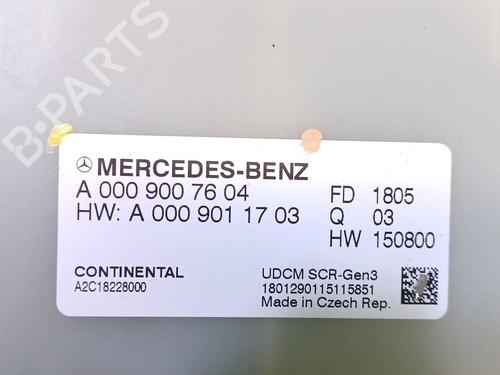 B-PARTS
MERCEDES-BENZ
A 000 900 76 04
HW: A 000 901 17 03
FD 1805
Q 03
HW 150800
CONTINENTAL
A2C18228000
UDCM SCR-Gen3
1801290115115851
Made in Czech Rep.